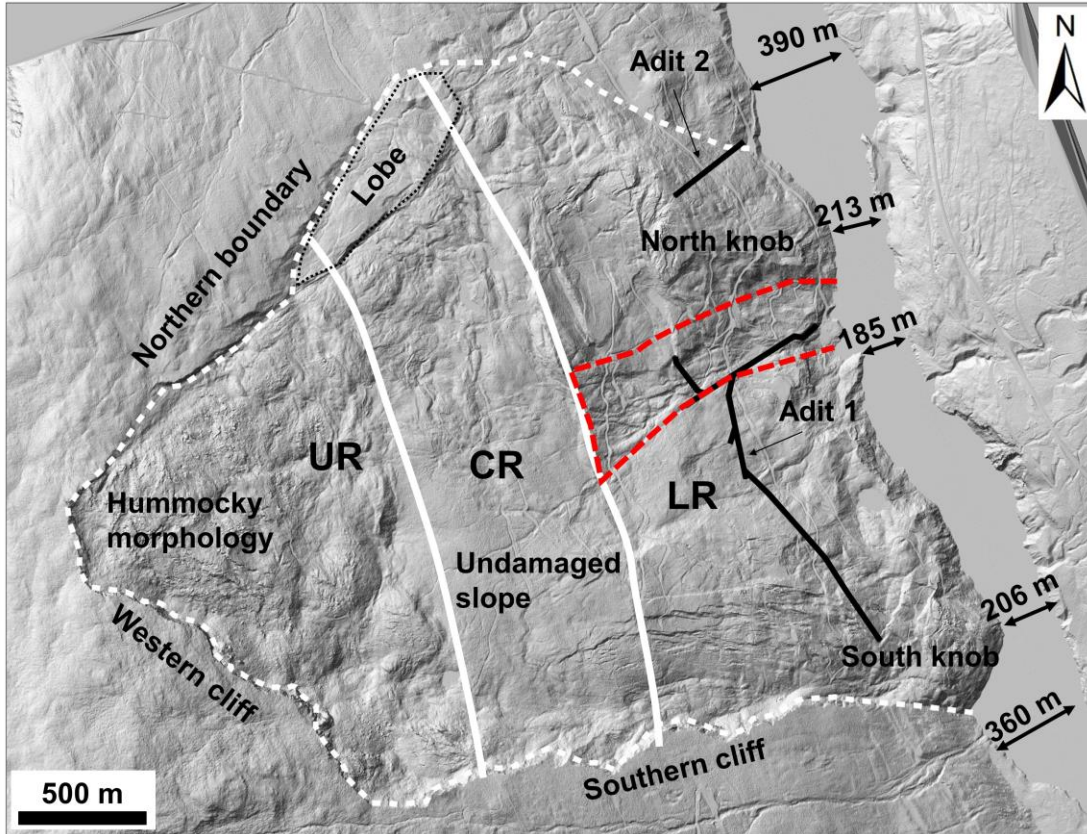 N
390 m
Adit 2
Lobe
Northern boundary
213 m
North knob
185 m
Adit 1
UR
CR
LR
Hummocky
morphology
Undamaged
slope
206 m
Western cliff
South knob
360 m
Southern cliff
500 m